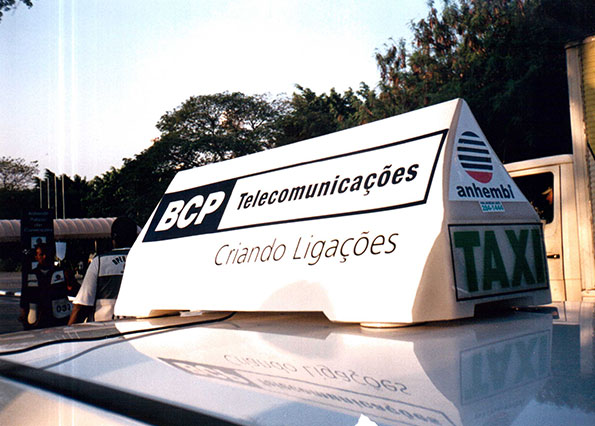 BCP Telecomunicações
Criando Ligações
anhembi
TAXI